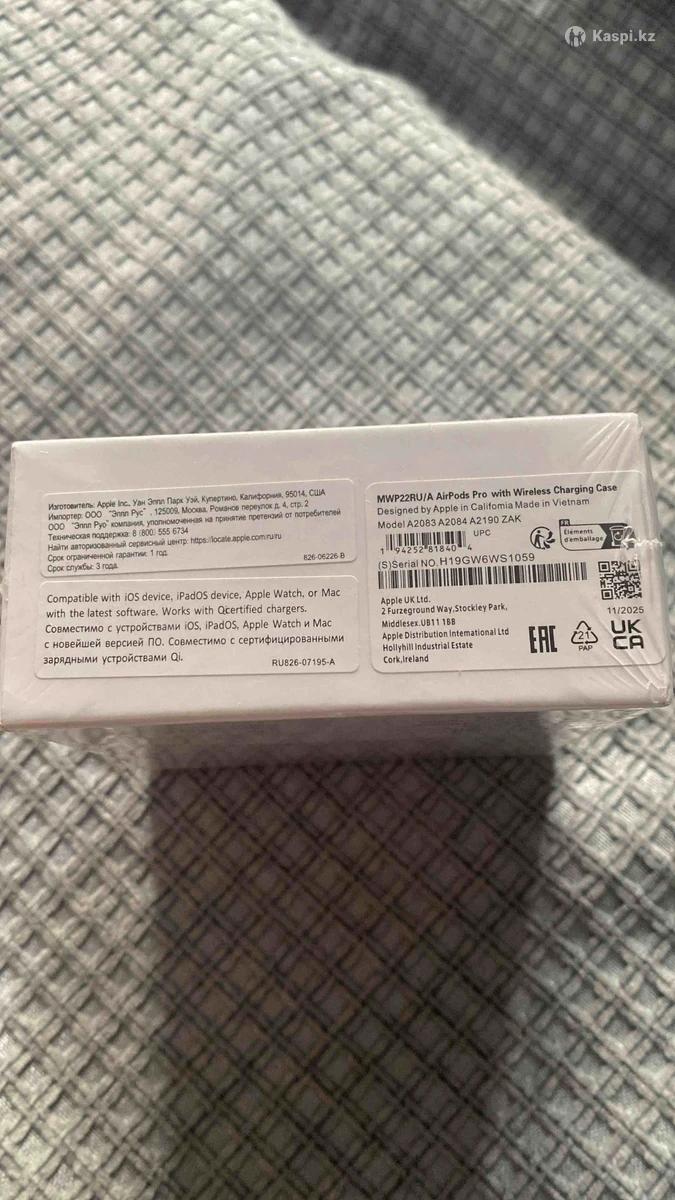 Kaspi.kz
Изготовитель: Apple Inc., Уан Эппл Парк Уэй, Купертино, Калифорния, 95014, США
Импортер: ООО "Эппл Рус" , 125009, Москва, Романов переулок д. 4, стр. 2
ООО "Эппл Рус" компания, уполномоченная на принятие претензий от потребителей
Техническая поддержка: 8 (800) 555 6734
Найти авторизованный сервисный центр: https://locale.apple.com.ru/ru
Срок ограниченной гарантии: 1 год.
Срок службы: 3 года.
826-06226-B
Compatible with iOS device, iPadOS device, Apple Watch, or Mac
with the latest software. Works with Qcertified chargers.
Совместимо с устройствами iOS, iPadOS, Apple Watch и Mac
с новейшей версией ПО. Совместимо с сертифицированными
зарядными устройствами Qi.
RU826-07195-A
MWP22RU/A AirPods Pro with Wireless Charging Case
Designed by Apple in California Made in Vietnam
Model A2083 A2084 A2190 ZAK
UPC
1 94252 81840 4
FR
Éléments
d'emballage
(S)Serial NO. H19GW6WS1059
11/2025
Apple UK Ltd.
2 Furzeground Way, Stockley Park,
Middlesex.UB11 1BB
Apple Distribution International Ltd
Hollyhill Industrial Estate
Cork,Ireland
EAC
21
PAP
UK
CA